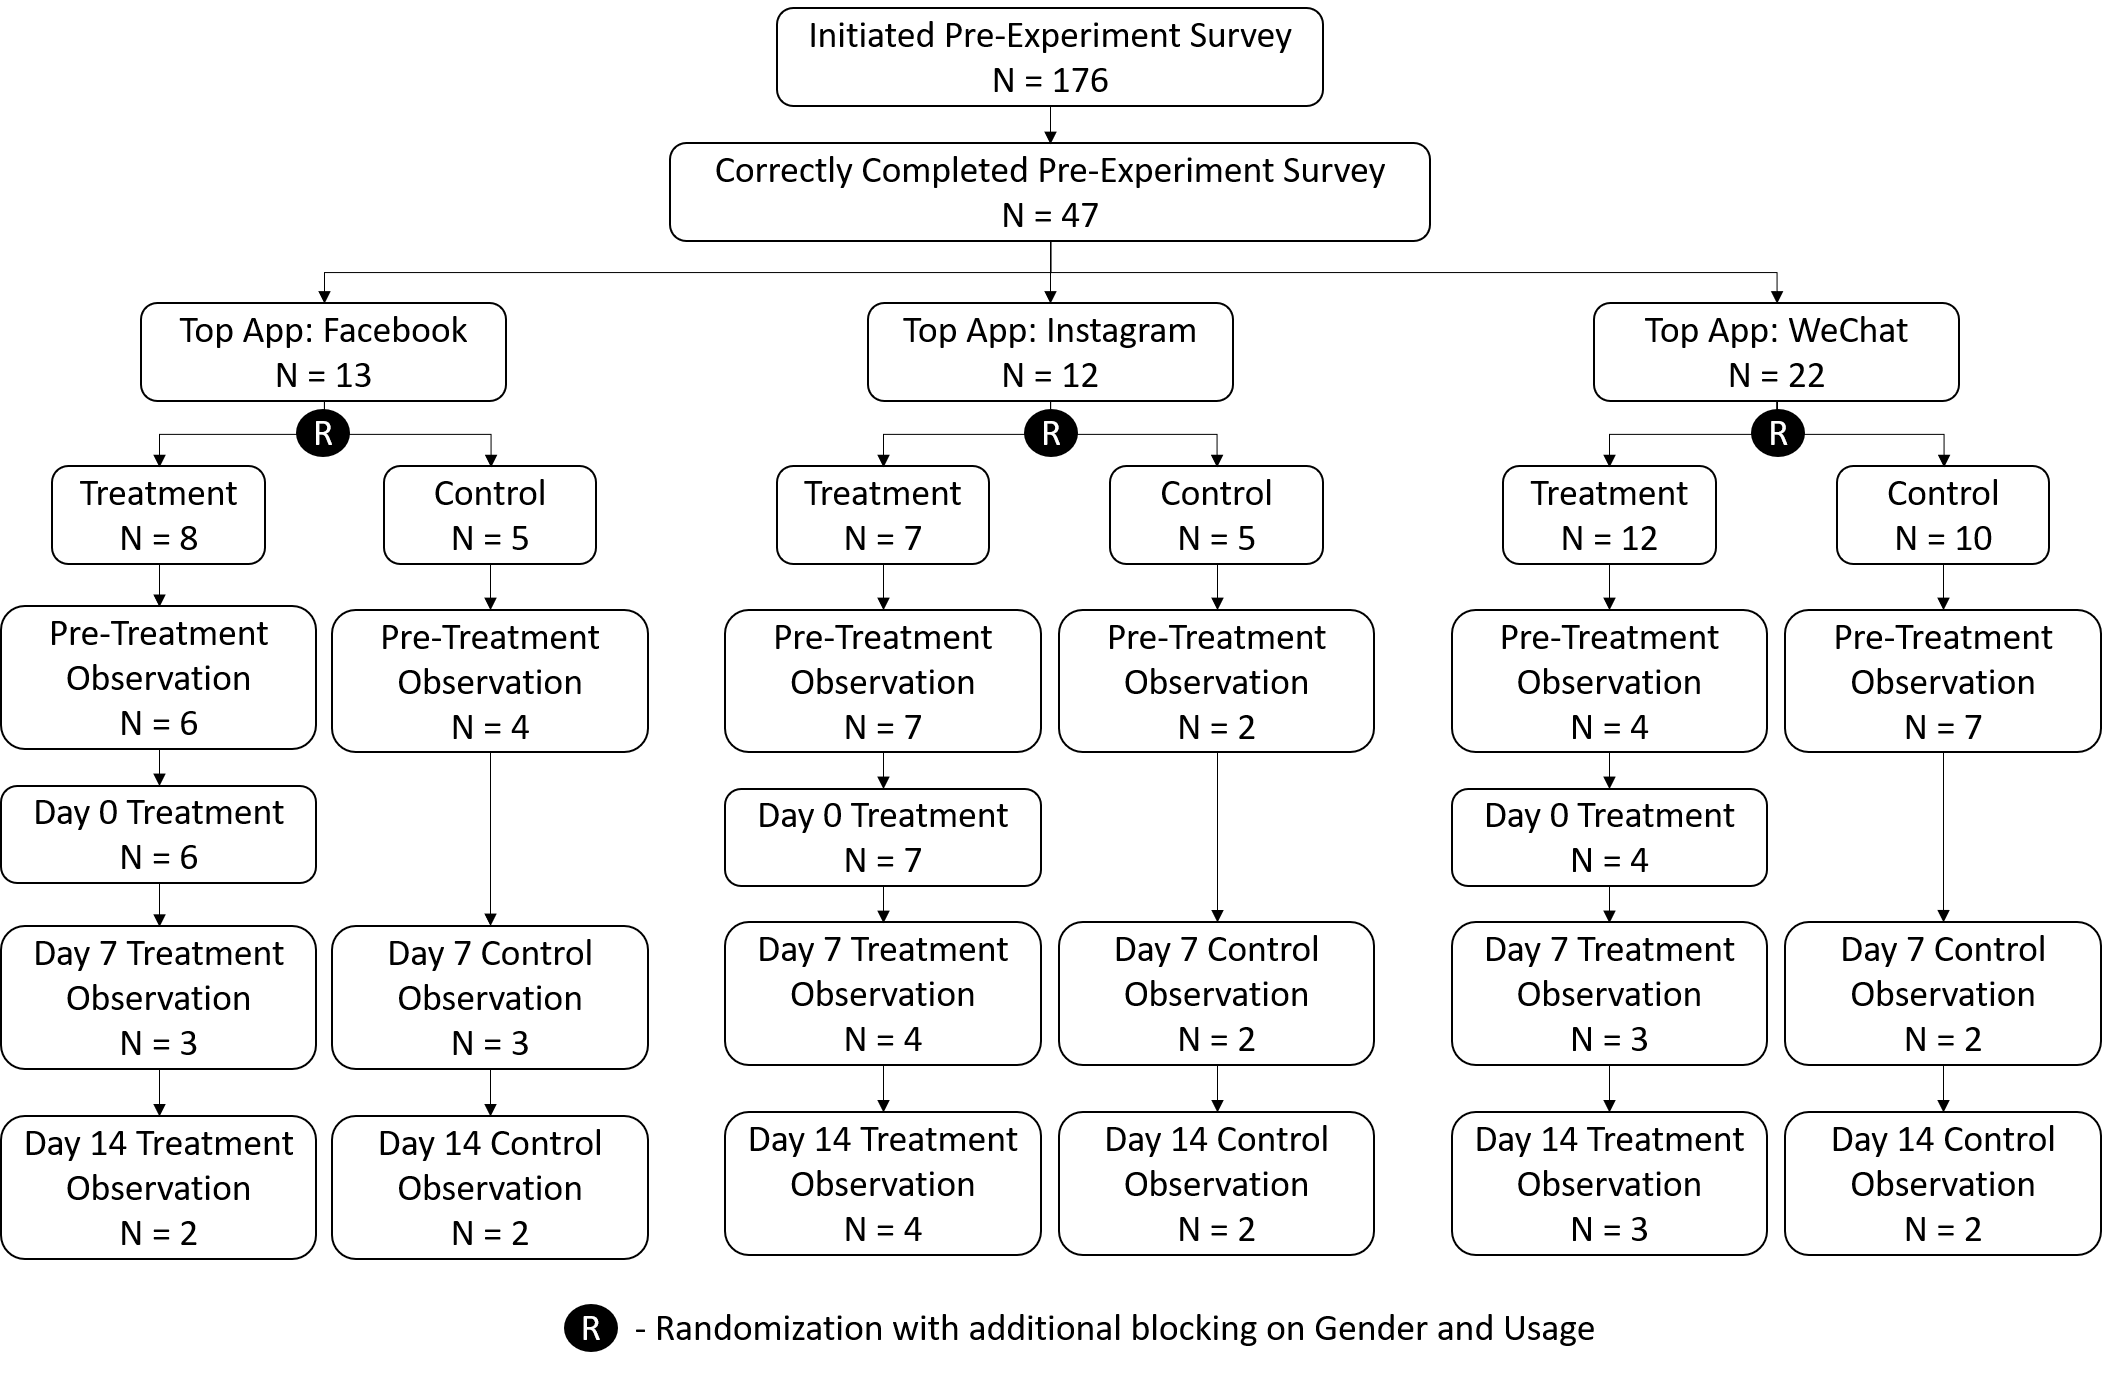 Initiated Pre-Experiment Survey
N = 176
Correctly Completed Pre-Experiment Survey
N = 47
Top App: Facebook
N = 13
Top App: Instagram
N = 12
Top App: WeChat
N = 22
R
R
R
Treatment
N = 8
Control
N = 5
Treatment
N = 7
Control
N = 5
Treatment
N = 12
Control
N = 10
Pre-Treatment
Observation
N = 6
Pre-Treatment
Observation
N = 4
Pre-Treatment
Observation
N = 7
Pre-Treatment
Observation
N = 2
Pre-Treatment
Observation
N = 4
Pre-Treatment
Observation
N = 7
Day 0 Treatment
N = 6
Day 0 Treatment
N = 7
Day 0 Treatment
N = 4
Day 7 Treatment
Observation
N = 3
Day 7 Control
Observation
N = 3
Day 7 Treatment
Observation
N = 4
Day 7 Control
Observation
N = 2
Day 7 Treatment
Observation
N = 3
Day 7 Control
Observation
N = 2
Day 14 Treatment
Observation
N = 2
Day 14 Control
Observation
N = 2
Day 14 Treatment
Observation
N = 4
Day 14 Control
Observation
N = 2
Day 14 Treatment
Observation
N = 3
Day 14 Control
Observation
N = 2
R - Randomization with additional blocking on Gender and Usage